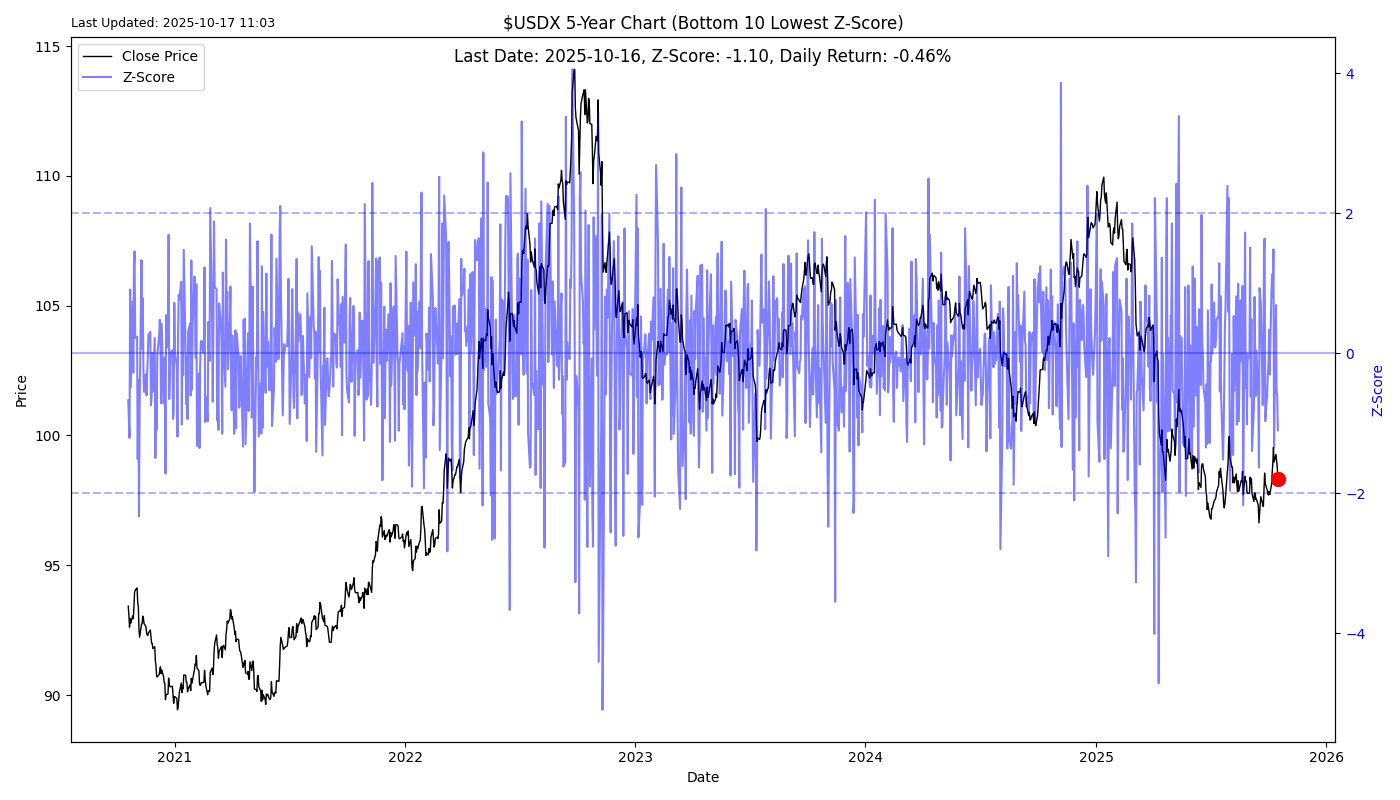 Last Updated: 2025-10-17 11:03
$USDX 5-Year Chart (Bottom 10 Lowest Z-Score)
Last Date: 2025-10-16, Z-Score: -1.10, Daily Return: -0.46%
Close Price
Z-Score
115
110
105
100
95
90
Price
4
2
0
−2
−4
Z-Score
2021
2022
2023
2024
2025
2026
Date